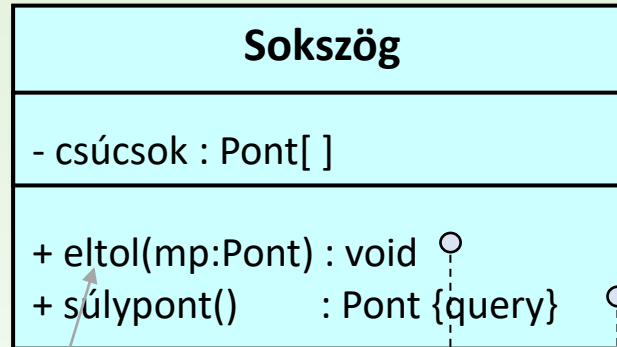 Sokszög
- csúcsok : Pont[ ]
+ eltol(mp:Pont) : void
+ súlypont() : Pont {query}